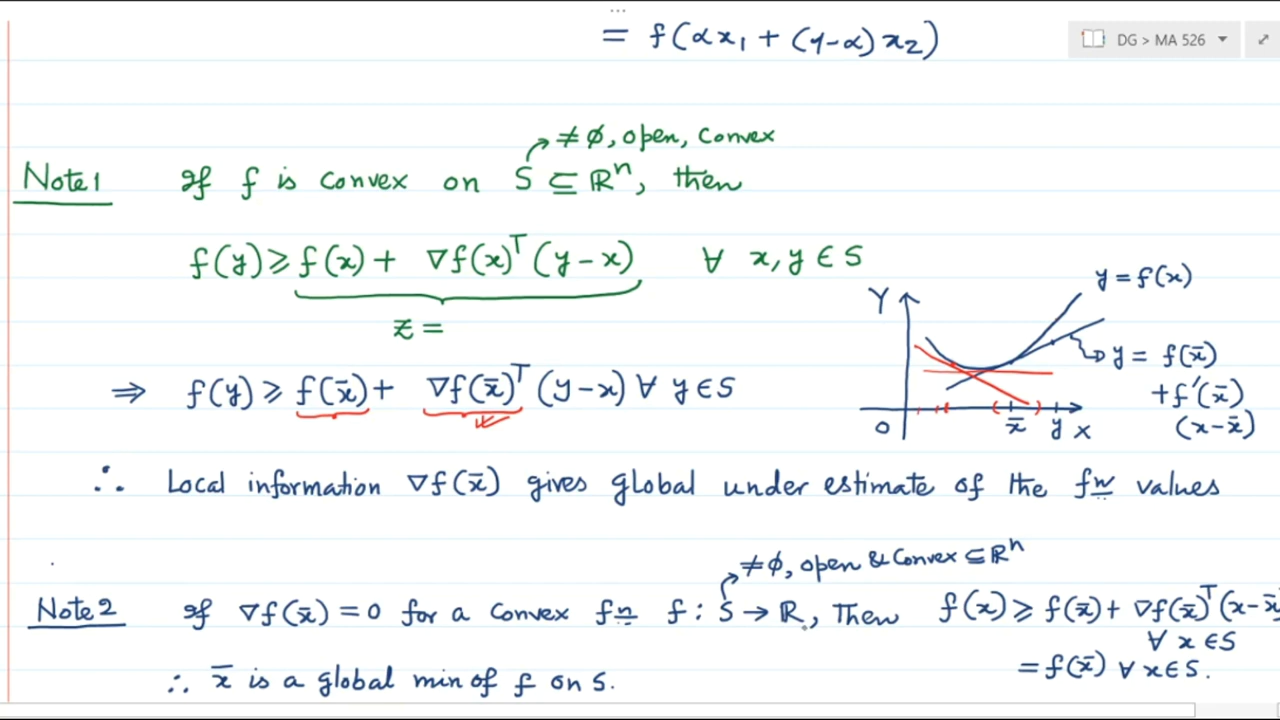 = f(αx₁ + (1-α)x₂)
DG > MA 526
≠ φ, open, convex
Note1 If f is convex on S ⊆ ℝⁿ, then
f(y) ≥ f(x) + ∇f(x)ᵀ(y-x) ∀ x, y ∈ S
z =
Y
y = f(x)
y = f(x̄)
+ f'(x̄)
(x-x̄)
O x̄ y X
⇒ f(y) ≥ f(x̄) + ∇f(x̄)ᵀ(y-x) ∀ y ∈ S
∴ Local information ∇f(x̄) gives global under estimate of the fn values
≠ φ, open & Convex ⊆ ℝⁿ
Note 2 If ∇f(x̄) = 0 for a Convex fn f : S → ℝ, Then f(x) ≥ f(x̄) + ∇f(x̄)ᵀ(x-x̄)
∀ x ∈ S
= f(x̄) ∀ x ∈ S.
∴ x̄ is a global min of f on S.